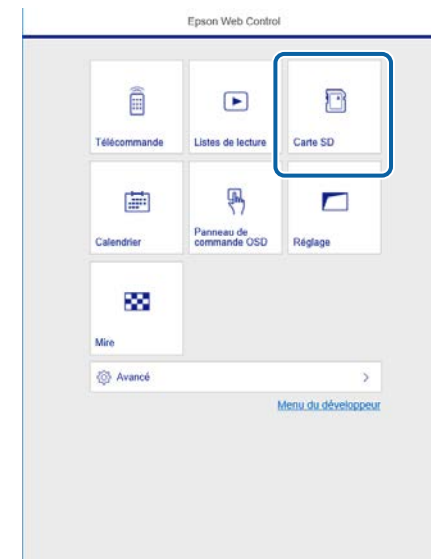 Epson Web Control
Télécommande
Listes de lecture
Carte SD
Calendrier
Panneau de
commande OSD
Réglage
Mire
Avancé
Menu du développeur